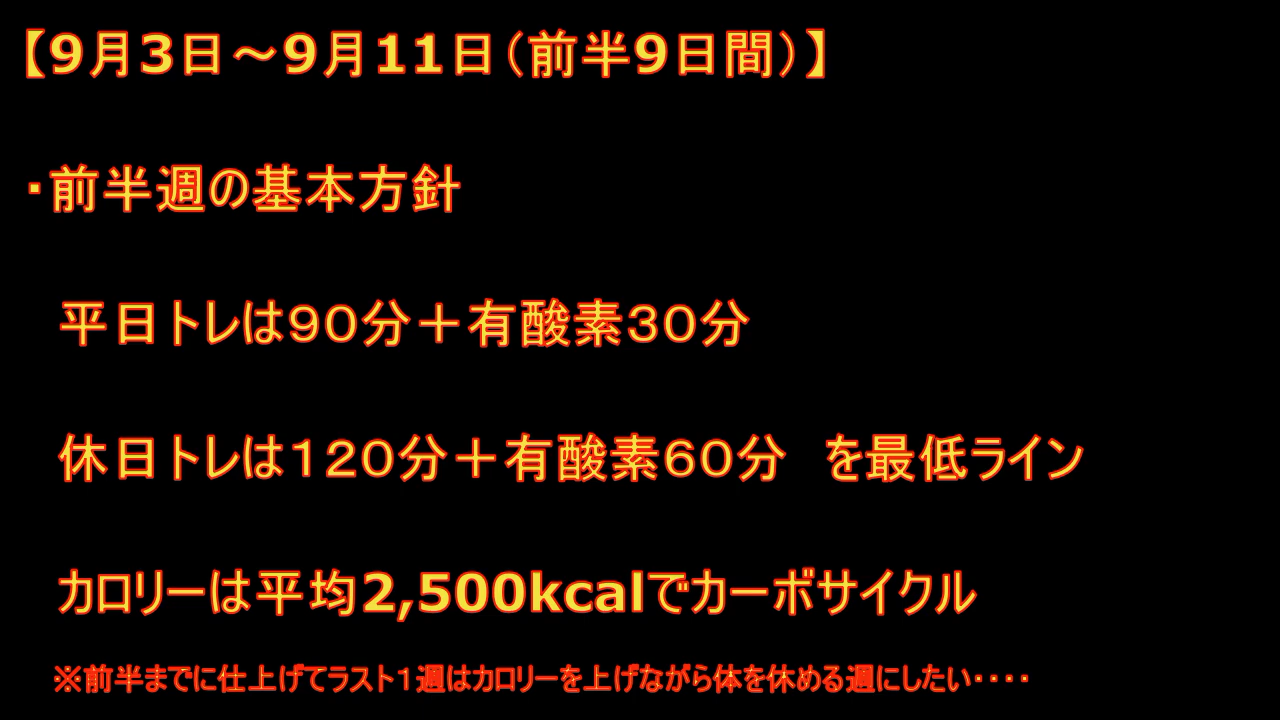 【9月3日～9月11日（前半9日間）】
・前半週の基本方針
平日トレは９０分＋有酸素３０分
休日トレは１２０分＋有酸素６０分　を最低ライン
カロリーは平均2,500kcalでカーボサイクル
※前半までに仕上げてラスト１週はカロリーを上げながら体を休める週にしたい・・・・